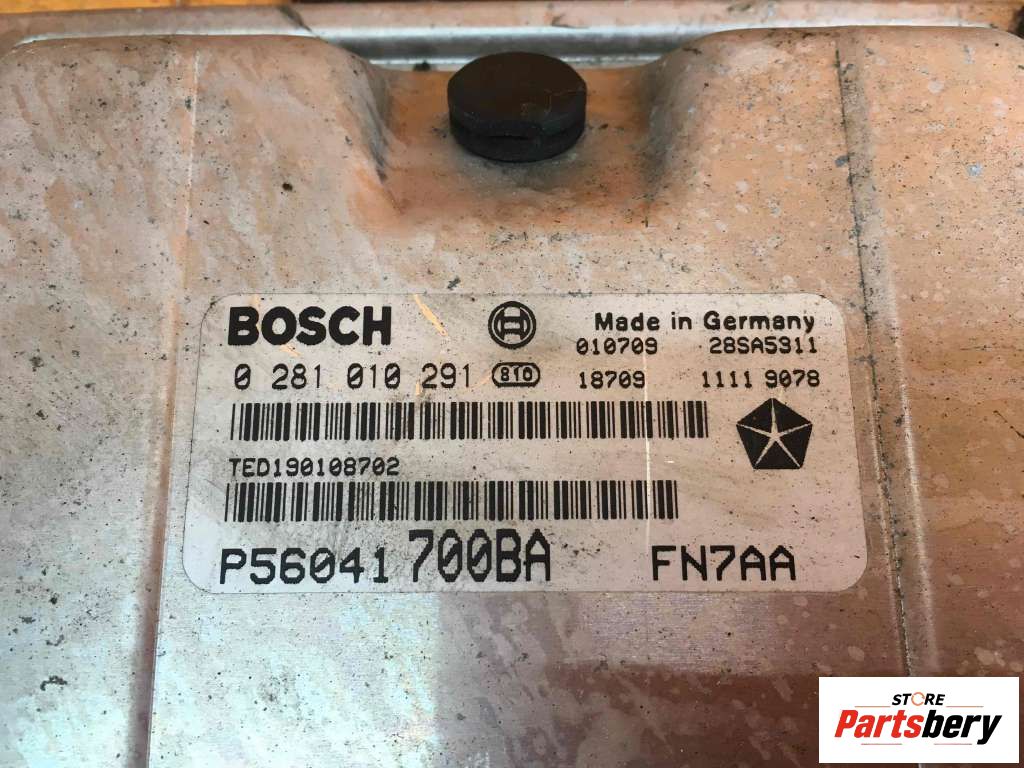 BOSCH Made in Germany
010709 28SA5311
0 281 010 291 810 18709 1111 9078
TED190108702
P56041 700BA FN7AA
STORE
Partsbery